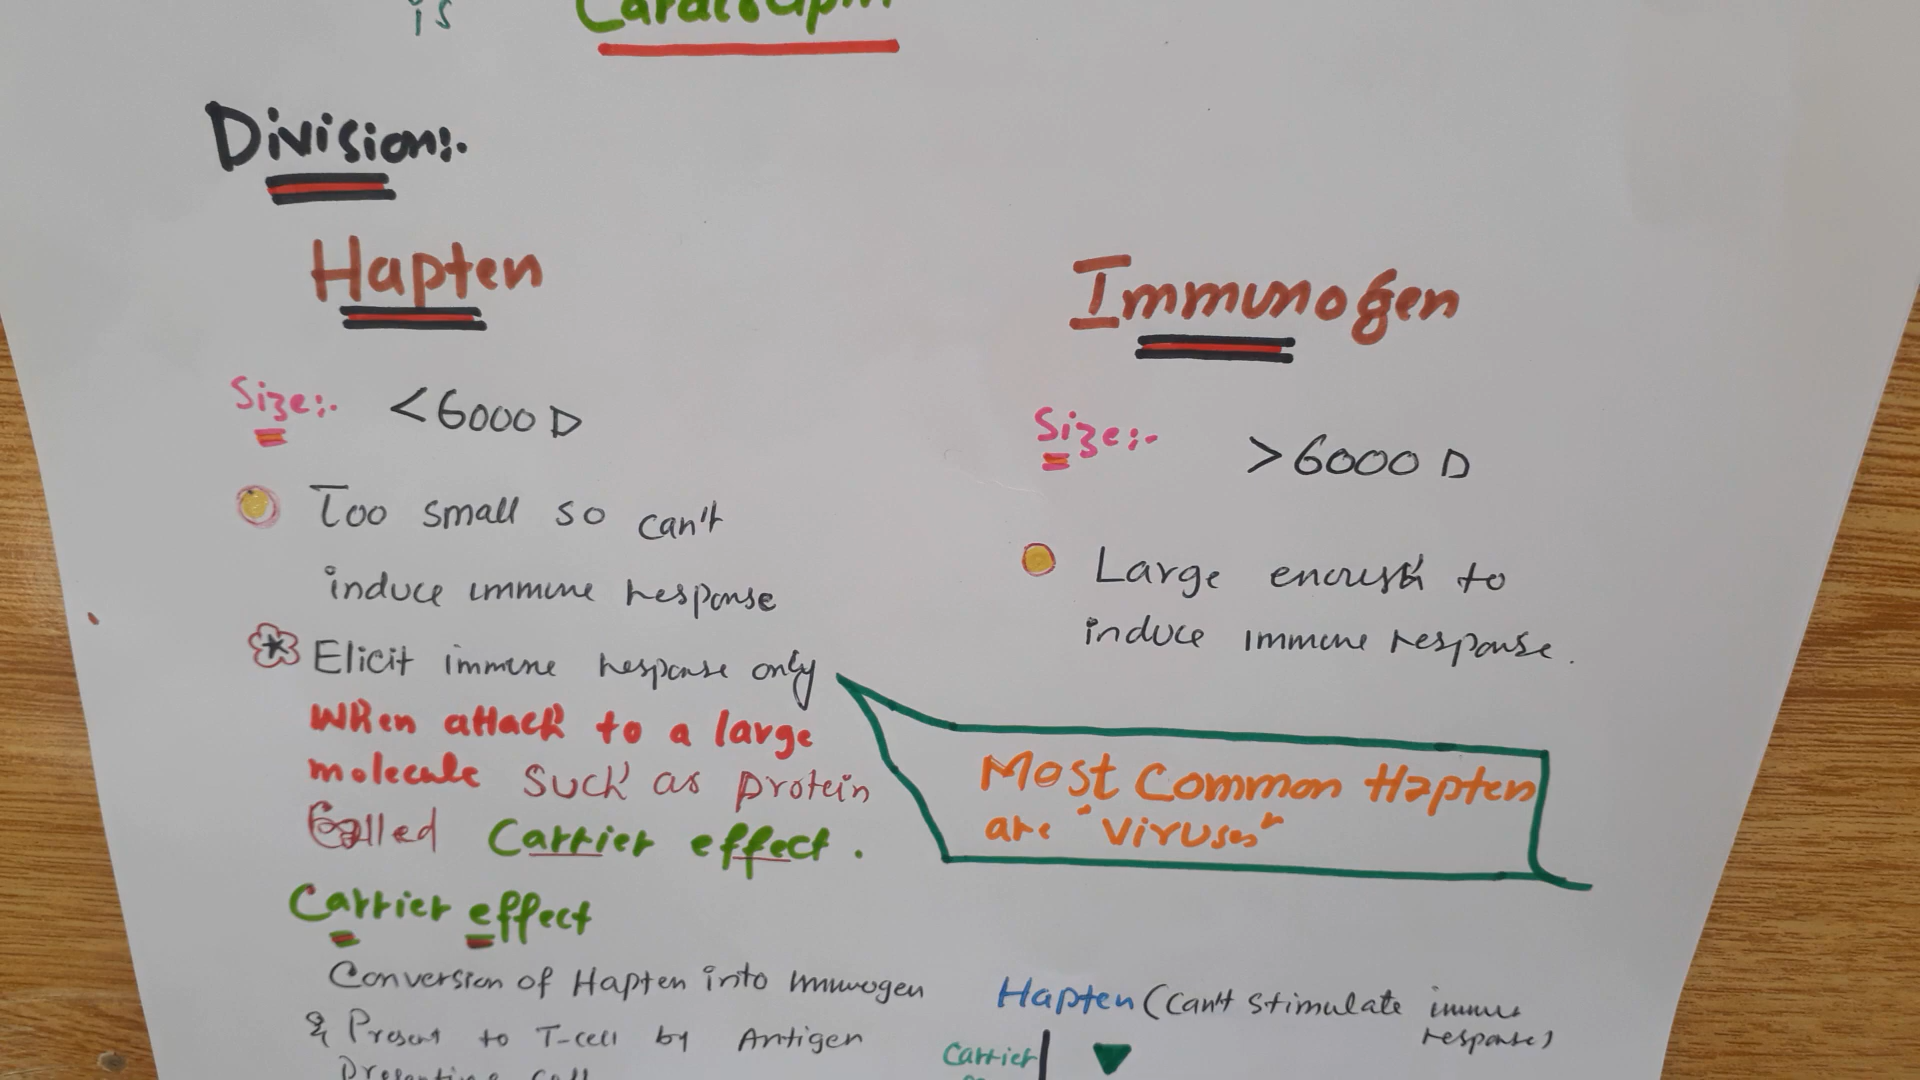 is Cardiolipin
Division:-
Hapten
Size:- <6000 D
Too small so can't
induce immune response
Elicit immune response only
When attach to a large
molecule such as protein
Called Carrier effect.
Carrier effect
Conversion of Hapten into Immunogen
& Present to T-cell by Antigen
Presenting Cell
Immunogen
Size:- >6000 D
Large enough to
induce immune response.
Most Common Hapten
are "Viruses"
Hapten (Can't stimulate immune
response)
Carrier